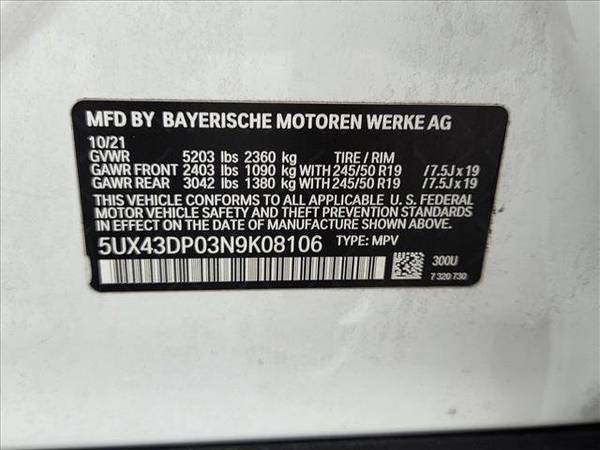 MFD BY BAYERISCHE MOTOREN WERKE AG
10/21
GVWR 5203 lbs 2360 kg TIRE / RIM
GAWR FRONT 2403 lbs 1090 kg WITH 245/50 R19 /7.5J x 19
GAWR REAR 3042 lbs 1380 kg WITH 245/50 R19 /7.5J x 19
THIS VEHICLE CONFORMS TO ALL APPLICABLE U. S. FEDERAL
MOTOR VEHICLE SAFETY AND THEFT PREVENTION STANDARDS
IN EFFECT ON THE DATE OF MANUFACTURE SHOWN ABOVE.
5UX43DP03N9K08106 TYPE: MPV
300U
7 320 730